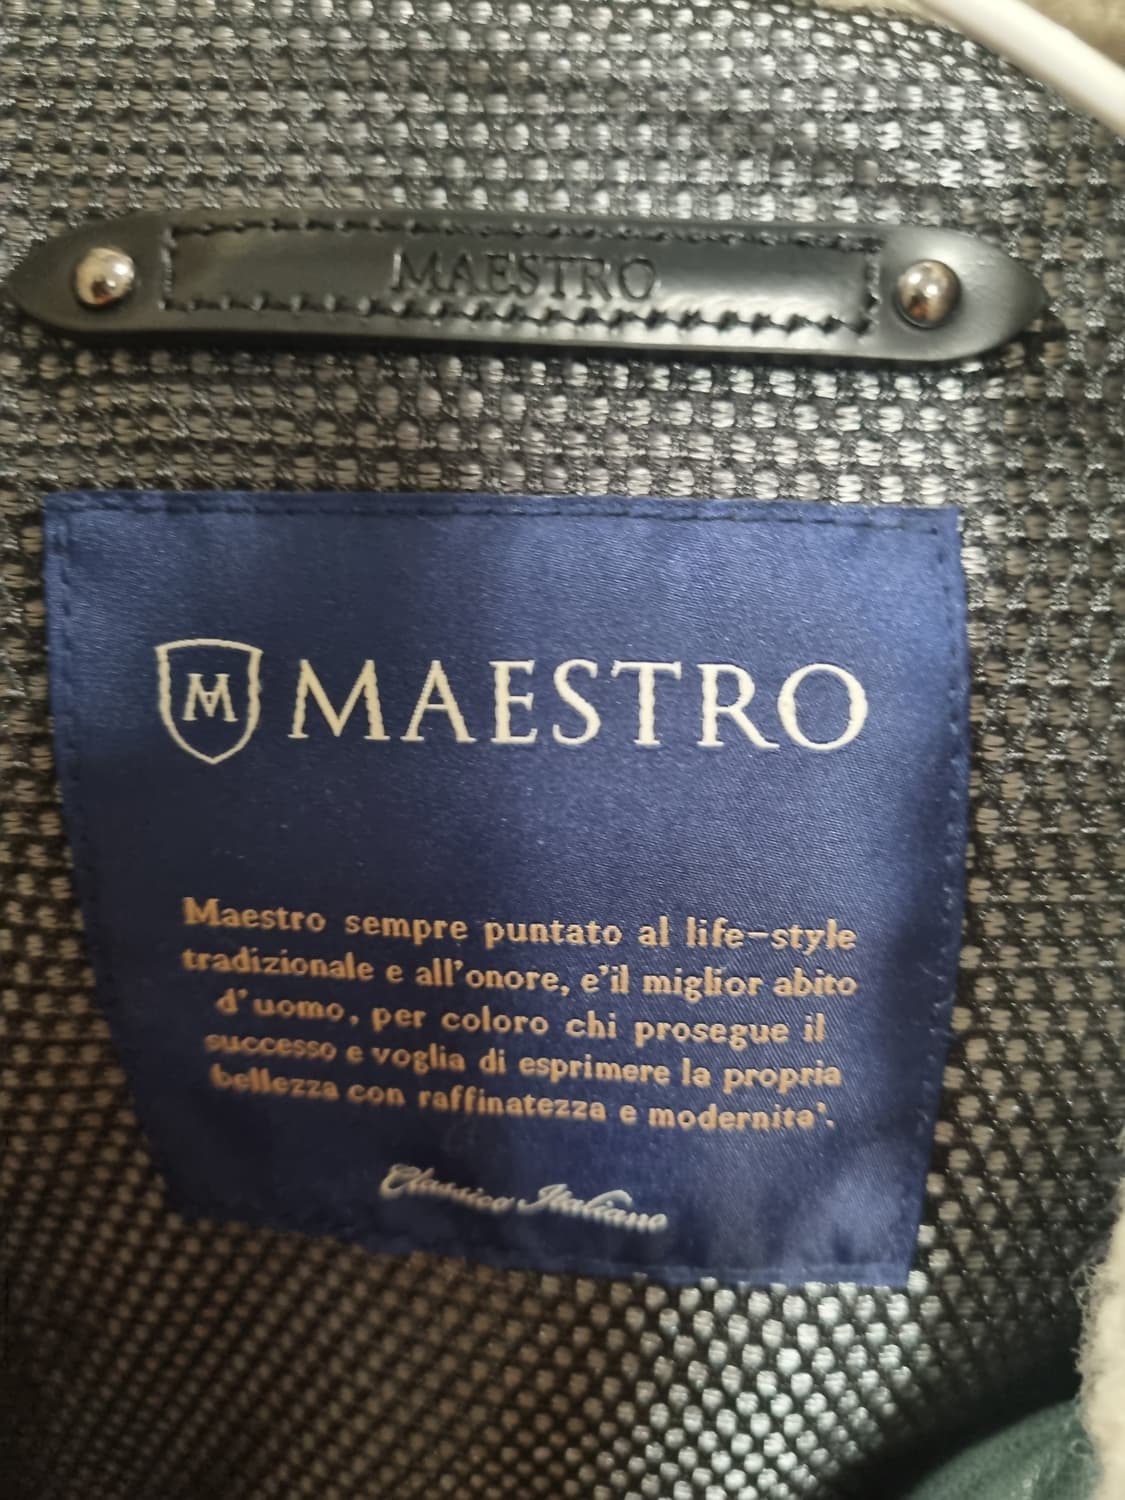 MAESTRO
M MAESTRO
Maestro sempre puntato al life-style
tradizionale e all'onore, e'il miglior abito
d'uomo, per coloro chi prosegue il
successo e voglia di esprimere la propria
bellezza con raffinatezza e modernita'.
Classico Italiano